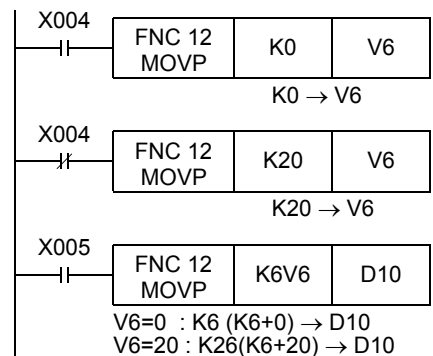 X004
FNC 12
MOVP
K0
V6
K0 → V6
X004
FNC 12
MOVP
K20
V6
K20 → V6
X005
FNC 12
MOVP
K6V6
D10
V6=0 : K6 (K6+0) → D10
V6=20 : K26(K6+20) → D10